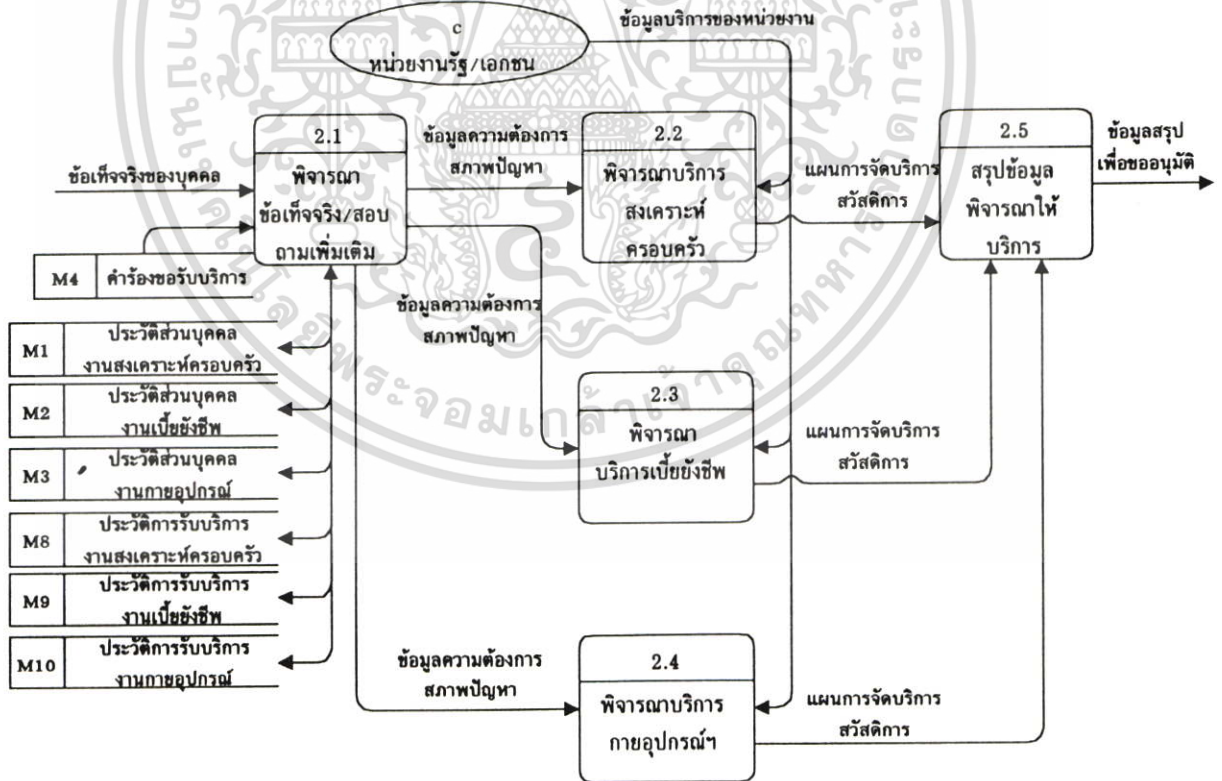 ข้อมูลบริการของหน่วยงาน
c
หน่วยงานรัฐ/เอกชน
2.1
พิจารณา
ข้อเท็จจริง/สอบ
ถามเพิ่มเติม
ข้อมูลความต้องการ
สภาพปัญหา
2.2
พิจารณาบริการ
สงเคราะห์
ครอบครัว
แผนการจัดบริการ
สวัสดิการ
2.5
สรุปข้อมูล
พิจารณาให้
บริการ
ข้อมูลสรุป
เพื่อขออนุมัติ
ข้อเท็จจริงของบุคคล
M4 คำร้องขอรับบริการ
M1
ประวัติส่วนบุคคล
งานสงเคราะห์ครอบครัว
M2
ประวัติส่วนบุคคล
งานเบี้ยยังชีพ
M3
ประวัติส่วนบุคคล
งานกายอุปกรณ์
M8
ประวัติการรับบริการ
งานสงเคราะห์ครอบครัว
M9
ประวัติการรับบริการ
งานเบี้ยยังชีพ
M10
ประวัติการรับบริการ
งานกายอุปกรณ์
ข้อมูลความต้องการ
สภาพปัญหา
2.3
พิจารณา
บริการเบี้ยยังชีพ
แผนการจัดบริการ
สวัสดิการ
ข้อมูลความต้องการ
สภาพปัญหา
2.4
พิจารณาบริการ
กายอุปกรณ์ฯ
แผนการจัดบริการ
สวัสดิการ
พระจอมเกล้าเจ้าคุณทหาร